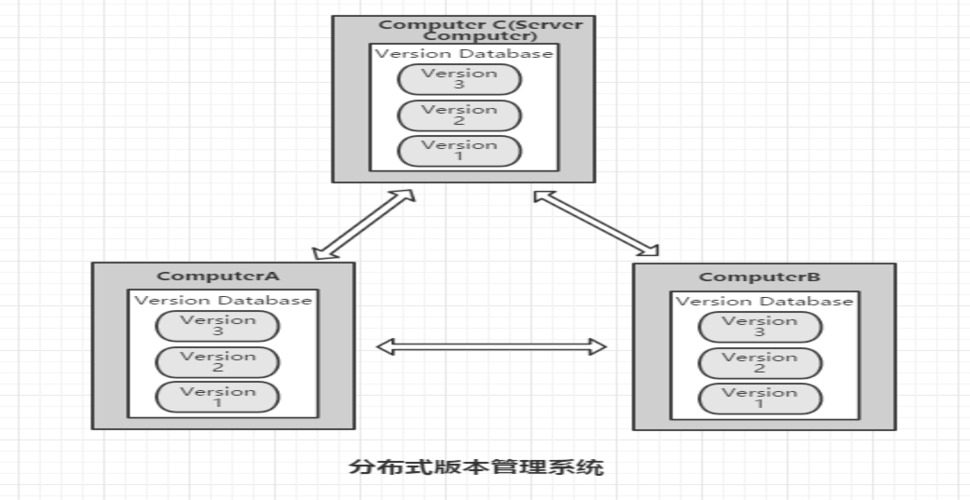 Computer C(Server
Computer)
Version Database
Version
3
Version
2
Version
1
ComputerA
Version Database
Version
3
Version
2
Version
1
ComputerB
Version Database
Version
3
Version
2
Version
1
分布式版本管理系统